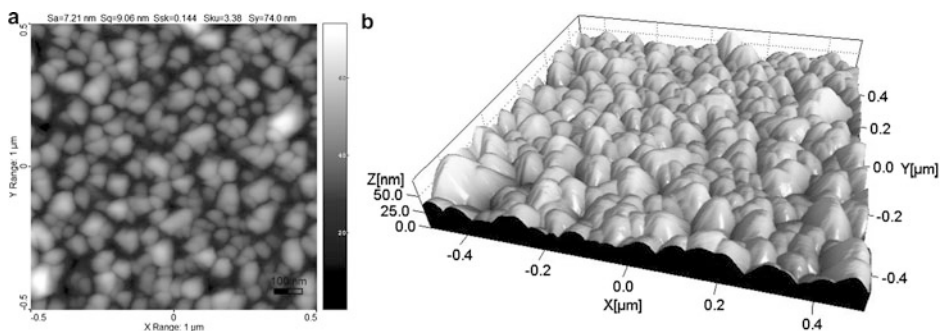 a
Sa=7.21 nm Sq=9.06 nm Ssk=0.144 Sku=3.38 Sy=74.0 nm
0.5
Y Range: 1 µm
0
-0.5
100 nm
-0.5
0
0.5
X Range: 1 µm
60
40
20
b
Z[nm]
50.0
25.0
0.0
-0.4
-0.2
0.0
0.2
0.4
X[µm]
0.4
0.2
0.0
-0.2
-0.4
Y[µm]